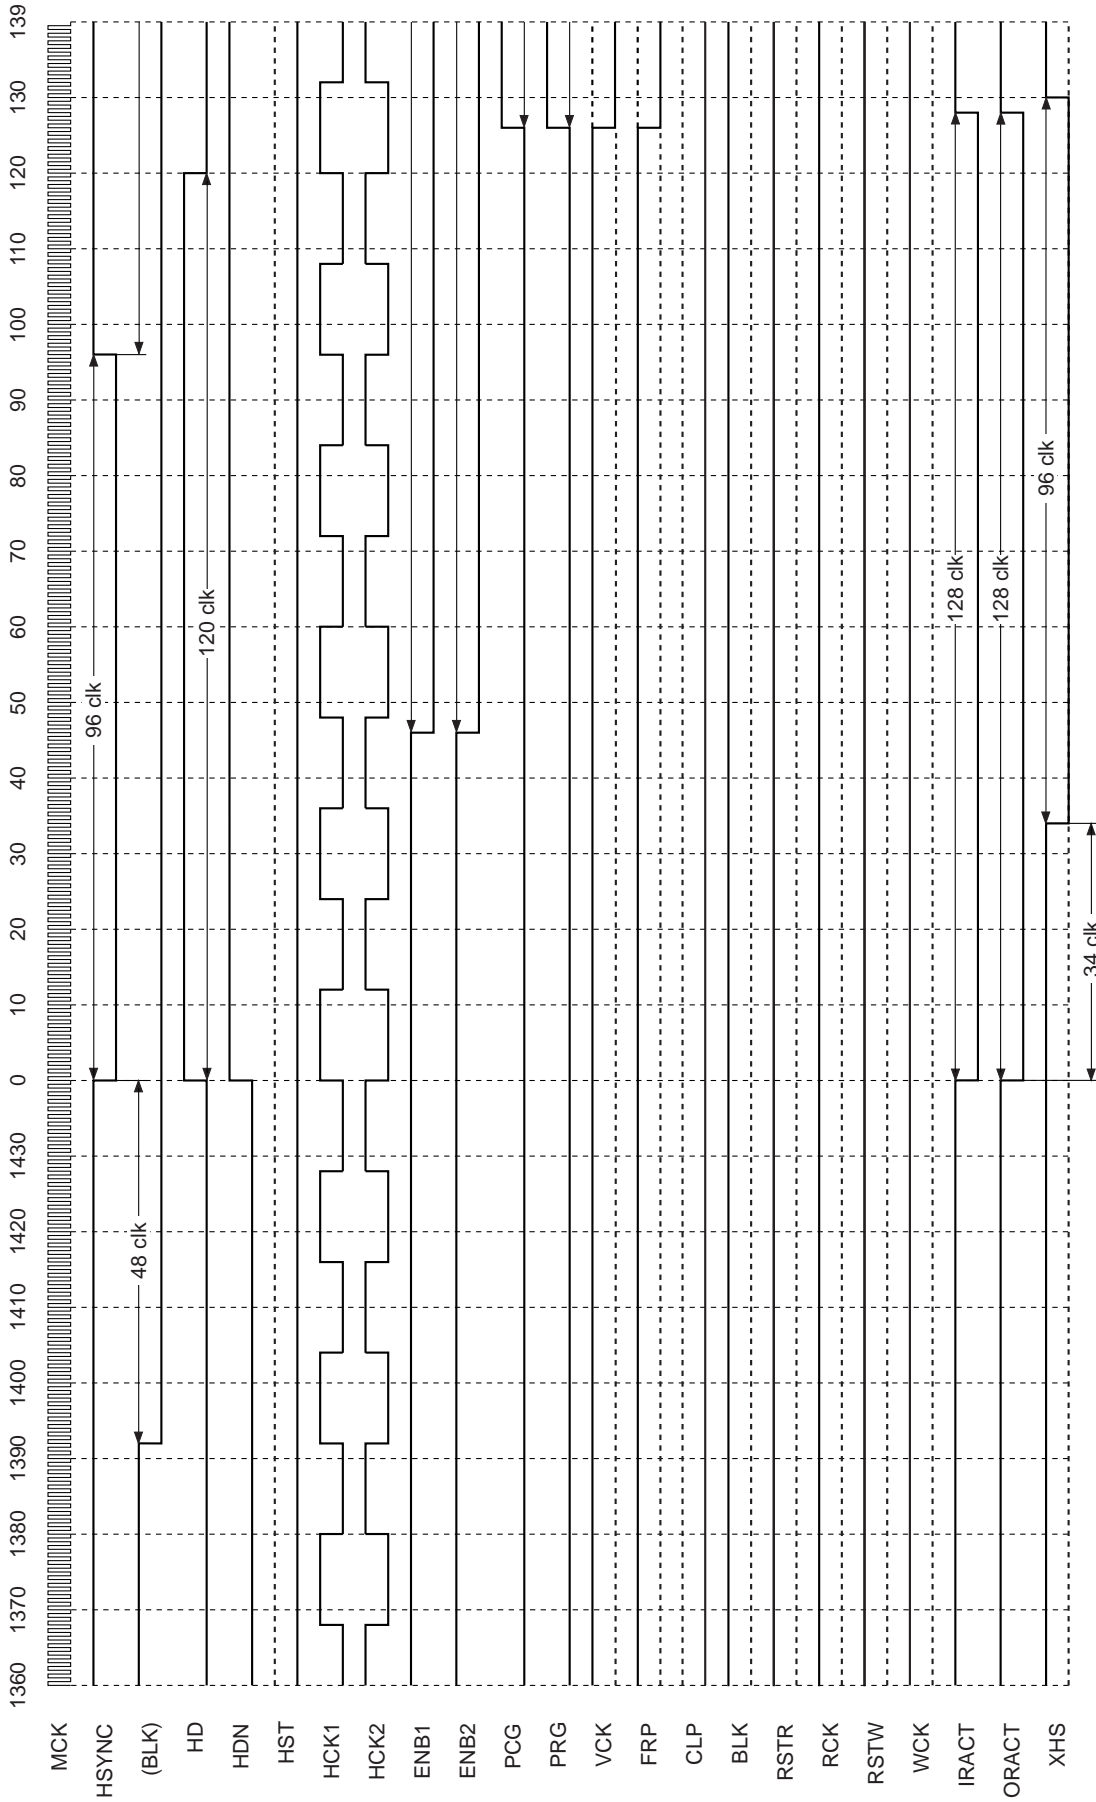 MCK
HSYNC
(BLK)
HD
HDN
HST
HCK1
HCK2
ENB1
ENB2
PCG
PRG
VCK
FRP
CLP
BLK
RSTR
RCK
RSTW
WCK
IRACT
ORACT
XHS
1360 1370 1380 1390 1400 1410 1420 1430 0 10 20 30 40 50 60 70 80 90 100 110 120 130 139
96 clk
48 clk
120 clk
128 clk
128 clk
96 clk
34 clk